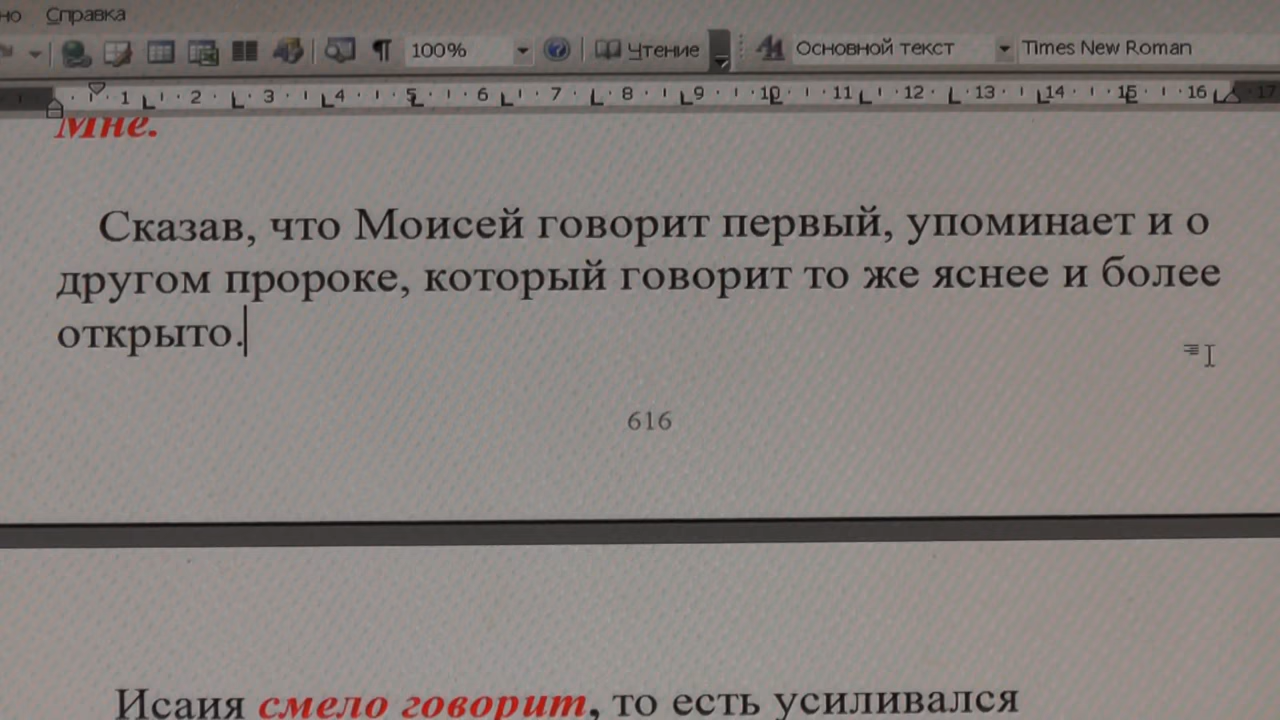 но Справка
100% Чтение Основной текст Times New Roman
1 2 3 4 5 6 7 8 9 10 11 12 13 14 15 16 17
Мне.
Сказав, что Моисей говорит первый, упоминает и о
другом пророке, который говорит то же яснее и более
открыто.
616
Исаия смело говорит, то есть усиливался